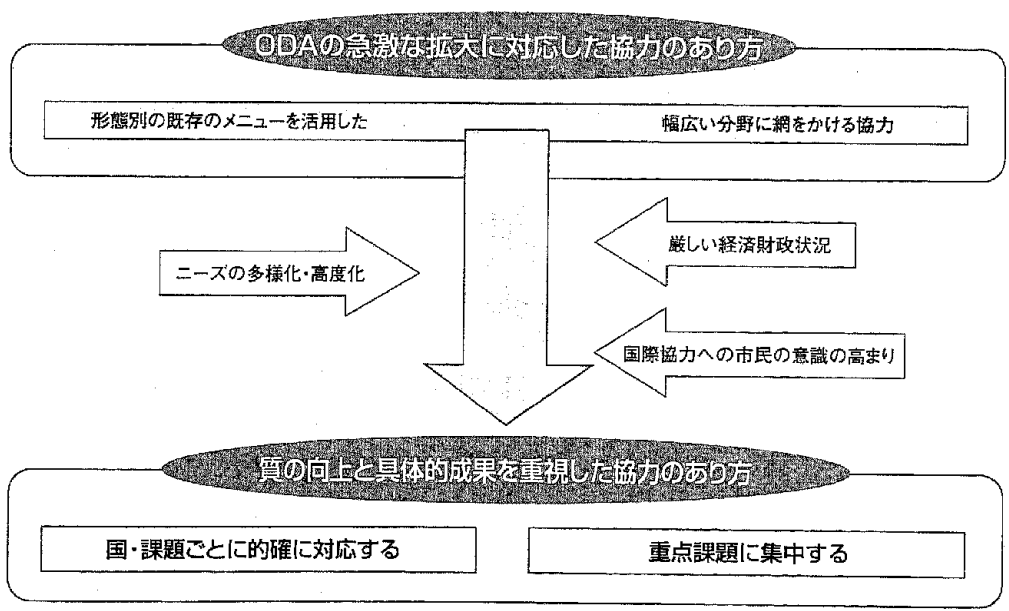 ODAの急激な拡大に対応した協力のあり方
形態別の既存のメニューを活用した
幅広い分野に網をかける協力
厳しい経済財政状況
ニーズの多様化・高度化
国際協力への市民の意識の高まり
質の向上と具体的成果を重視した協力のあり方
国・課題ごとに的確に対応する
重点課題に集中する